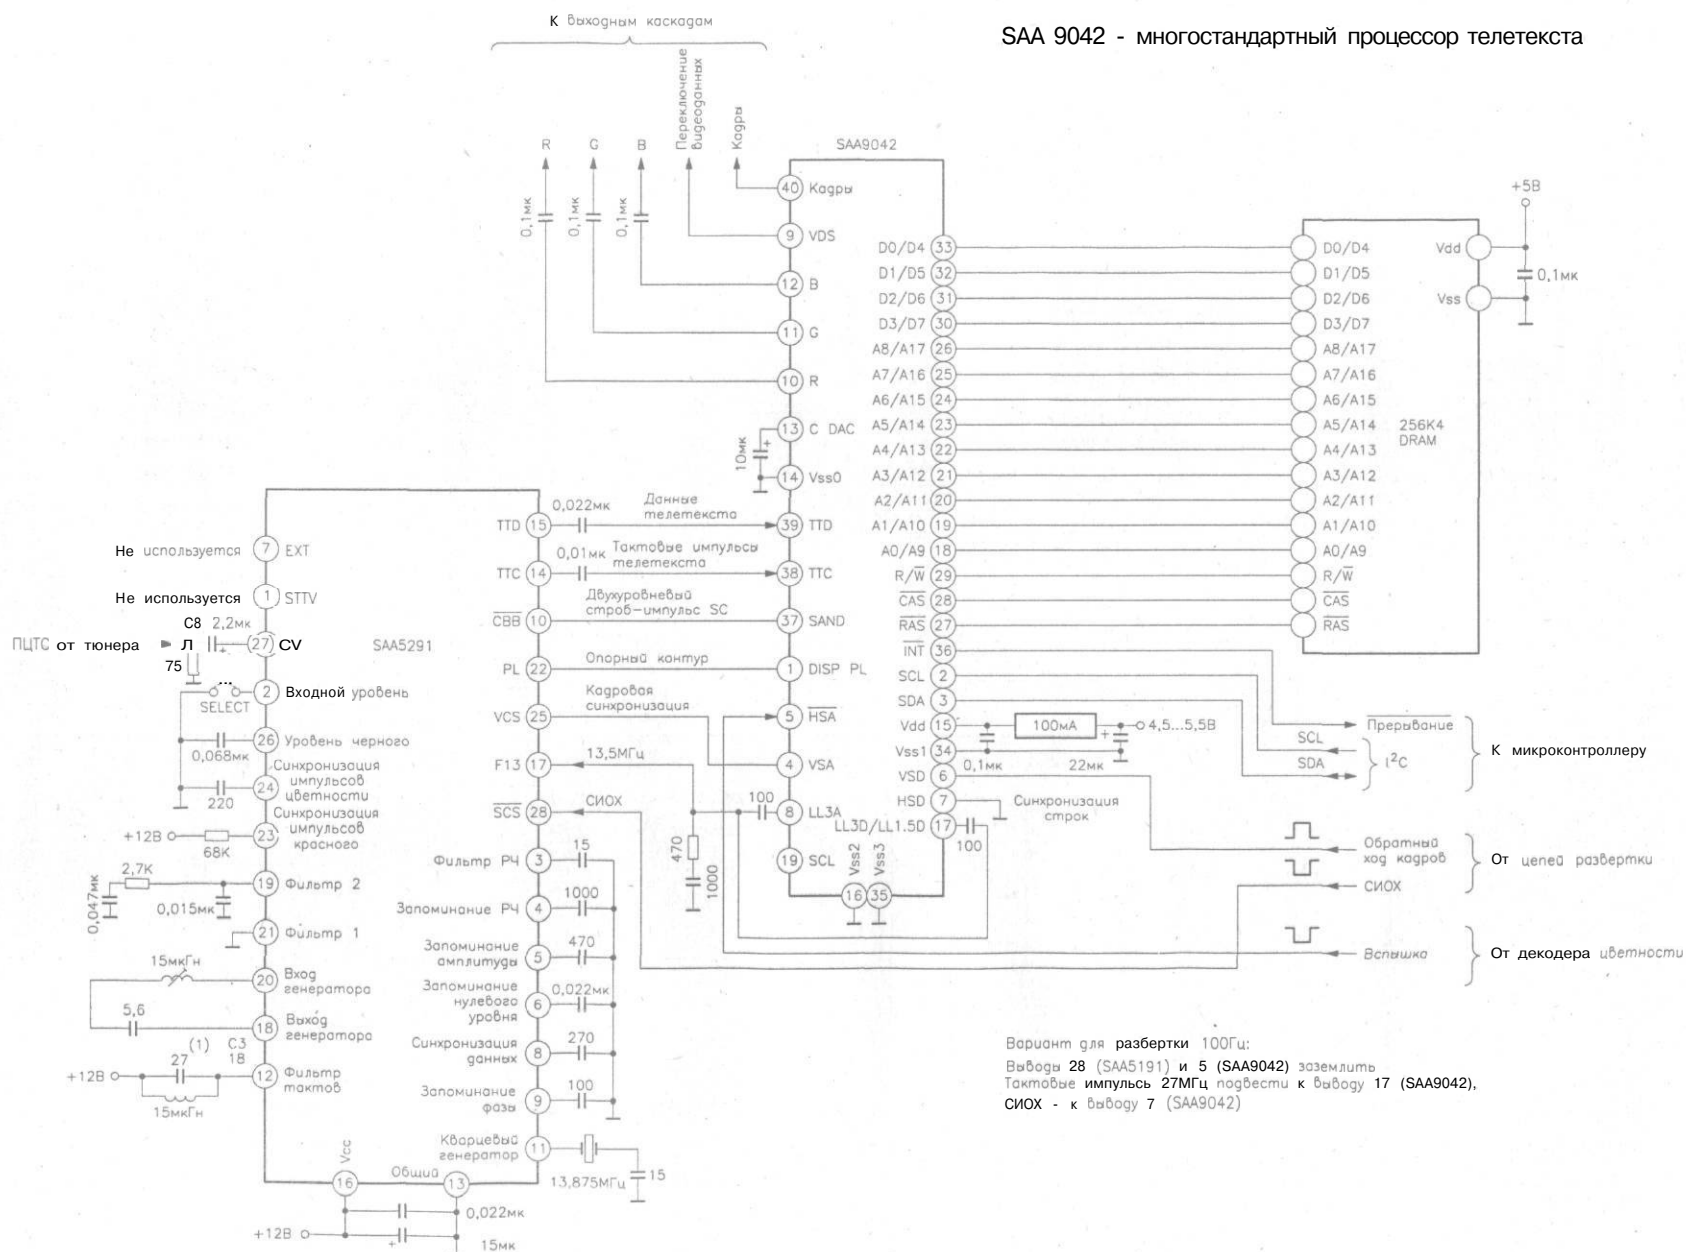 К выходным каскадам
SAA 9042 - многостандартный процессор телетекста
R
G
B
Переключение
видеоданных
Кадры
0,1мк
0,1мк
0,1мк
SAA9042
40 Кадры
9 VDS
12 B
11 G
10 R
13 C DAC
10мк
+
14 Vss0
39 TTD
38 TTC
37 SAND
1 DISP PL
5 HSA
4 VSA
8 LL3A
19 SCL
Vss2
16
Vss3
35
D0/D4 33
D1/D5 32
D2/D6 31
D3/D7 30
A8/A17 26
A7/A16 25
A6/A15 24
A5/A14 23
A4/A13 22
A3/A12 21
A2/A11 20
A1/A10 19
A0/A9 18
R/W 29
CAS 28
RAS 27
INT 36
SCL 2
SDA 3
Vdd 15
Vss1 34
VSD 6
HSD 7
LL3D/LL1.5D 17
D0/D4
D1/D5
D2/D6
D3/D7
A8/A17
A7/A16
A6/A15
A5/A14
A4/A13
A3/A12
A2/A11
A1/A10
A0/A9
R/W
CAS
RAS
256K4
DRAM
Vdd
Vss
+5В
0,1мк
100мА
4,5...5,5В
0,1мк
+
22мк
Синхронизация
строк
100
Прерывание
SCL
SDA
I²C
К микроконтроллеру
Обратный
ход кадров
СИОХ
От цепей развертки
Вспышка
От декодера цветности
Не используется 7 EXT
Не используется 1 STTV
C8 2,2мк
ПЦТС от тюнера Л + 27 CV
75
SELECT
2 Входной уровень
26 Уровень черного
0,068мк
24 Синхронизация
импульсов
цветности
220
23 Синхронизация
импульсов
красного
+12В
68К
2,7К
19 Фильтр 2
0,047мк
0,015мк
21 Фильтр 1
15мкГн
20 Вход
генератора
5,6
18 Выход
генератора
(1) C3
27 18
+12В
12 Фильтр
тактов
15мкГн
SAA5291
TTD 15
0,022мк
Данные
телетекста
TTC 14
0,01мк
Тактовые импульсы
телетекста
CBB 10
Двухуровневый
строб-импульс SC
PL 22
Опорный контур
VCS 25
Кадровая
синхронизация
F13 17
13,5МГц
SCS 28
СИОХ
100
470
1000
Фильтр РЧ 3
15
Запоминание РЧ 4
1000
Запоминание
амплитуды 5
470
Запоминание
нулевого
уровня 6
0,022мк
Синхронизация
данных 8
270
Запоминание
фазы 9
100
Кварцевый
генератор 11
13,875МГц
15
Vcc
16
Общий
13
0,022мк
+12В
+
15мк
Вариант для развертки 100Гц:
Выводы 28 (SAA5191) и 5 (SAA9042) заземлить
Тактовые импульсь 27МГц подвести к выводу 17 (SAA9042),
СИОХ - к выводу 7 (SAA9042)